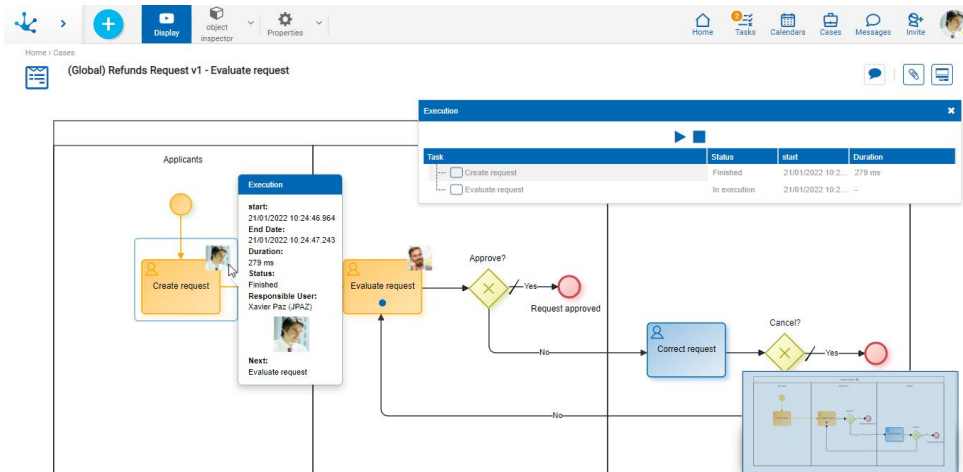 2
Display
object
inspector
Properties
Home
Tasks
Calendars
Cases
Messages
Invite
Home › Cases
(Global) Refunds Request v1 - Evaluate request
Execution
Task
Status
start
Duration
Create request
Finished
21/01/2022 10:2...
279 ms
Evaluate request
In execution
21/01/2022 10:2...
-
Applicants
Execution
start:
21/01/2022 10:24:46.964
End Date:
21/01/2022 10:24:47.243
Duration:
279 ms
Status:
Finished
Responsible User:
Xavier Paz (JPAZ)
Next:
Evaluate request
Create request
Evaluate request
Approve?
Yes
Request approved
No
Correct request
Cancel?
Yes
No